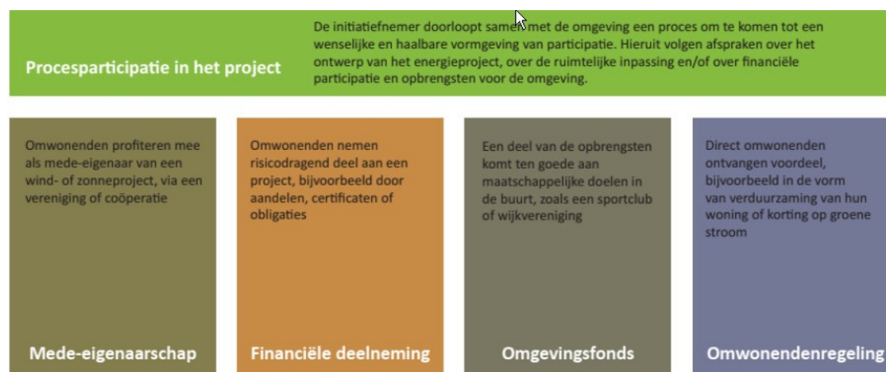 De initiatiefnemer doorloopt samen met de omgeving een proces om te komen tot een
wenselijke en haalbare vormgeving van participatie. Hieruit volgen afspraken over het
Procesparticipatie in het project
ontwerp van het energieproject, over de ruimtelijke inpassing en/of over financiële
participatie en opbrengsten voor de omgeving.
Omwonenden profiteren mee
als mede-eigenaar van een
wind- of zonneproject, via een
vereniging of coöperatie
Mede-eigenaarschap
Omwonenden nemen
risicodragend deel aan een
project, bijvoorbeeld door
aandelen, certificaten of
obligaties
Financiële deelneming
Een deel van de opbrengsten
komt ten goede aan
maatschappelijke doelen in
de buurt, zoals een sportclub
of wijkvereniging
Omgevingsfonds
Direct omwonenden
ontvangen voordeel,
bijvoorbeeld in de vorm
van verduurzaming van hun
woning of korting op groene
stroom
Omwonendenregeling